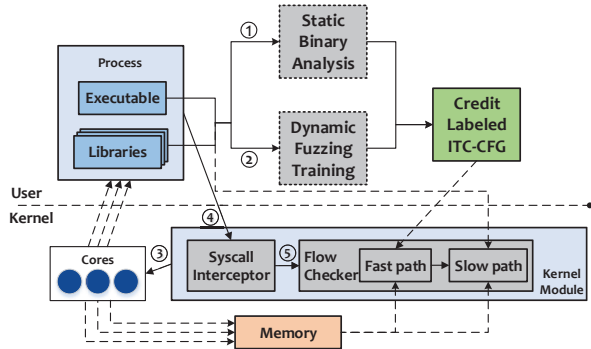 ①
Static
Binary
Analysis
Process
Executable
Libraries
②
Dynamic
Fuzzing
Training
Credit
Labeled
ITC-CFG
User
Kernel
④
Cores
③
Syscall
Interceptor
⑤
Flow
Checker
Fast path
Slow path
Kernel
Module
Memory